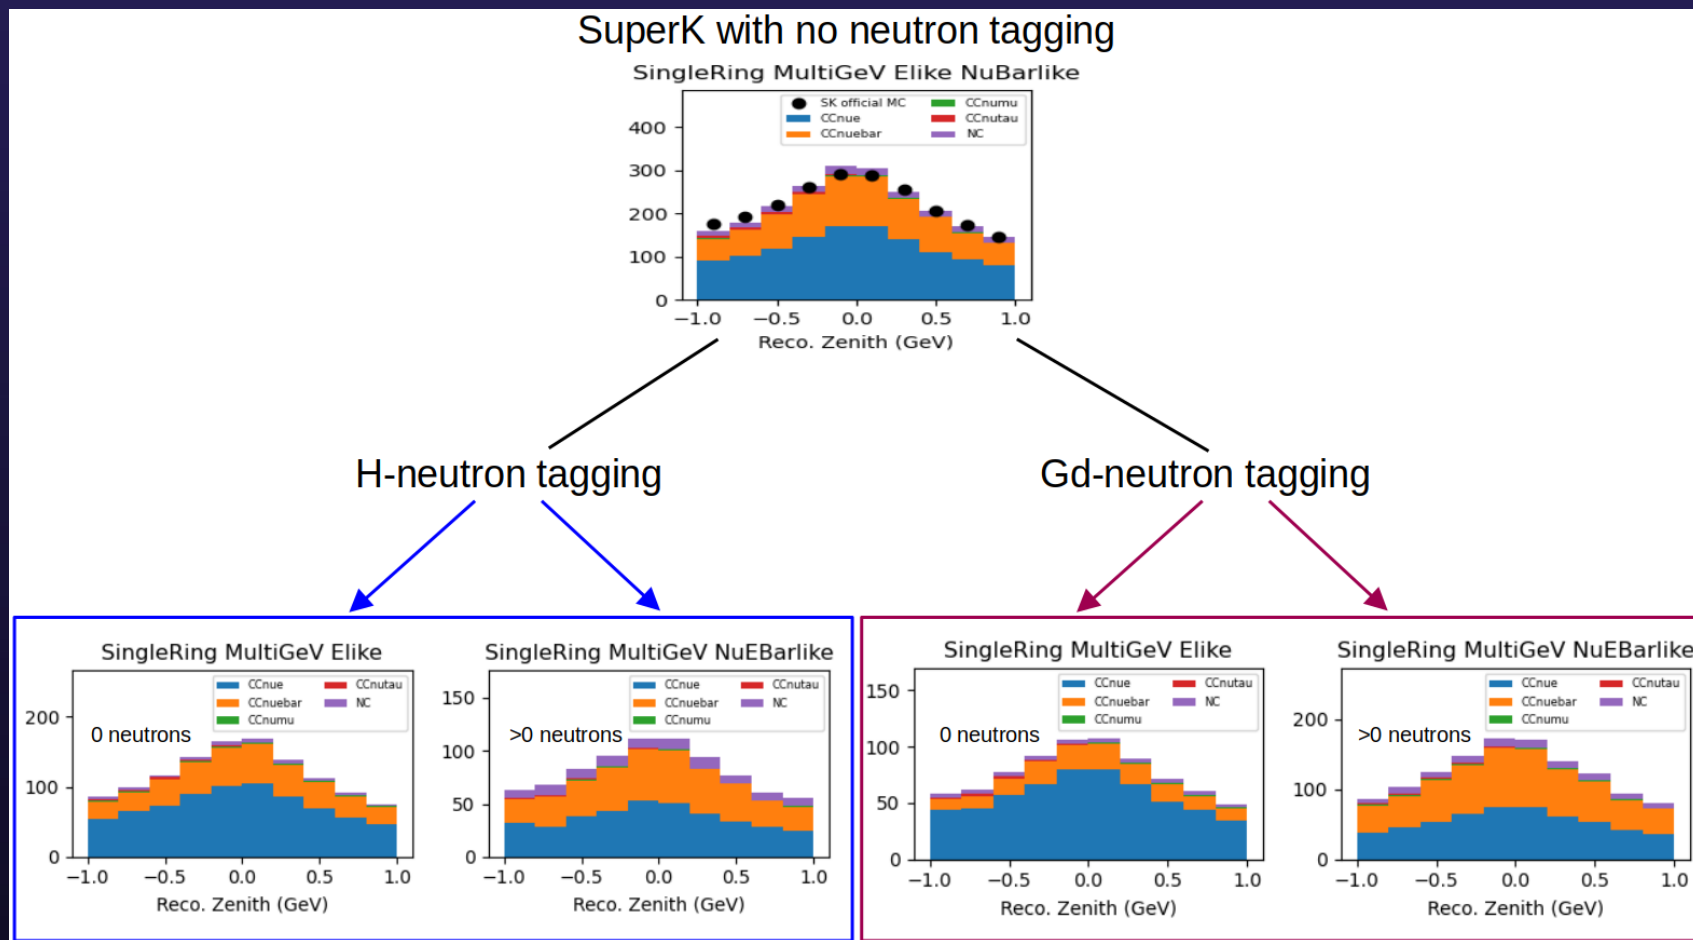 SuperK with no neutron tagging
SingleRing MultiGeV Elike NuBarlike
SK official MC
CCnue
CCnuebar
CCnumu
CCnutau
NC
400
300
200
100
0
−1.0 −0.5 0.0 0.5 1.0
Reco. Zenith (GeV)
H-neutron tagging
Gd-neutron tagging
SingleRing MultiGeV Elike
CCnue
CCnuebar
CCnumu
CCnutau
NC
0 neutrons
200
100
0
−1.0 −0.5 0.0 0.5 1.0
Reco. Zenith (GeV)
SingleRing MultiGeV NuEBarlike
CCnue
CCnuebar
CCnumu
CCnutau
NC
>0 neutrons
150
100
50
0
−1.0 −0.5 0.0 0.5 1.0
Reco. Zenith (GeV)
SingleRing MultiGeV Elike
CCnue
CCnuebar
CCnumu
CCnutau
NC
0 neutrons
150
100
50
0
−1.0 −0.5 0.0 0.5 1.0
Reco. Zenith (GeV)
SingleRing MultiGeV NuEBarlike
CCnue
CCnuebar
CCnumu
CCnutau
NC
>0 neutrons
200
100
0
−1.0 −0.5 0.0 0.5 1.0
Reco. Zenith (GeV)